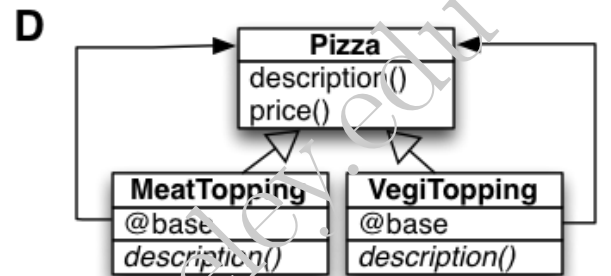 D
Pizza
description()
price()
MeatTopping
@base
description()
VegiTopping
@base
description()